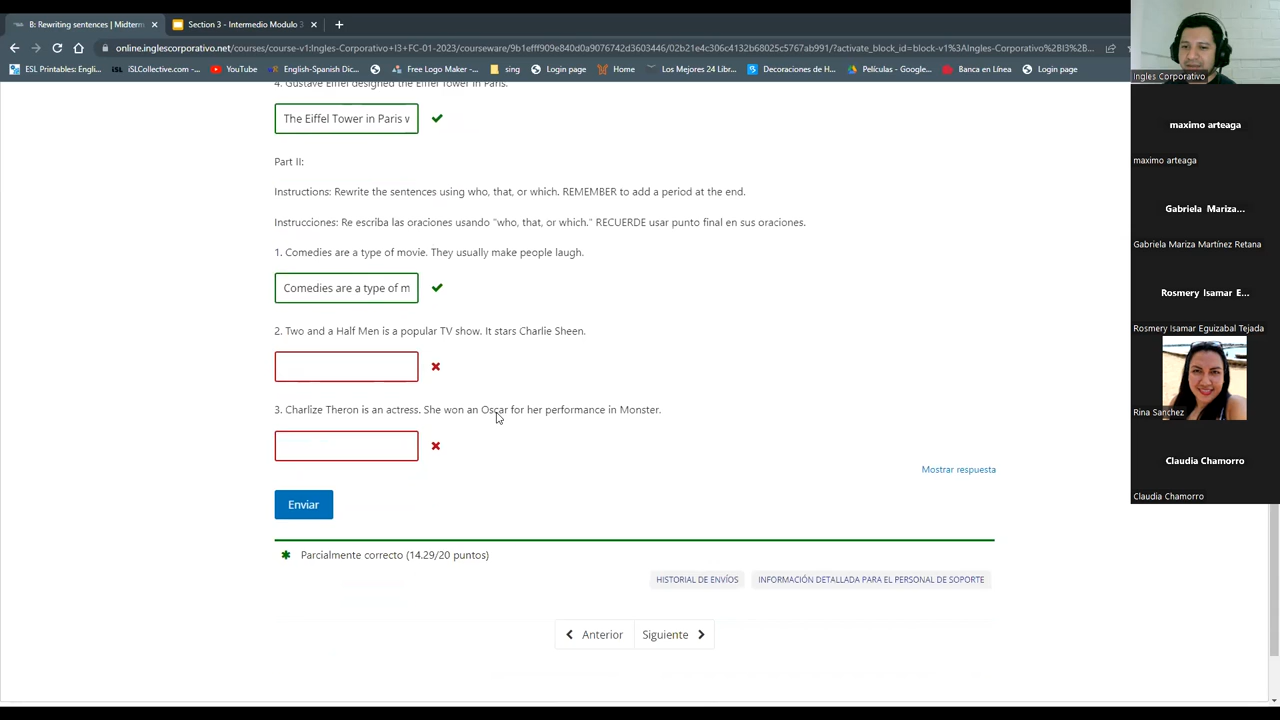 B: Rewriting sentences | Midterm
Section 3 - Intermedio Modulo 3
online.inglescorporativo.net/courses/course-v1:Ingles-Corporativo+I3+FC-01-2023/courseware/9b1efff909e840d0a9076742d3603446/02b21e4c306c4132b68025c5767ab991/?activate_block_id=block-v1%3AIngles-Corporativo%2BI3%2B...
ESL Printables: Engli...
iSLCollective.com -...
YouTube
English-Spanish Dic...
Free Logo Maker -...
sing
Login page
Home
Los Mejores 24 Libr...
Decoraciones de H...
Películas - Google...
Banca en Línea
Login page
4. Gustave Eiffel designed the Eiffel Tower in Paris.
The Eiffel Tower in Paris w
Part II:
Instructions: Rewrite the sentences using who, that, or which. REMEMBER to add a period at the end.
Instrucciones: Re escriba las oraciones usando "who, that, or which." RECUERDE usar punto final en sus oraciones.
1. Comedies are a type of movie. They usually make people laugh.
Comedies are a type of m
2. Two and a Half Men is a popular TV show. It stars Charlie Sheen.
3. Charlize Theron is an actress. She won an Oscar for her performance in Monster.
Mostrar respuesta
Enviar
Parcialmente correcto (14.29/20 puntos)
HISTORIAL DE ENVÍOS
INFORMACIÓN DETALLADA PARA EL PERSONAL DE SOPORTE
Anterior
Siguiente
Ingles Corporativo
maximo arteaga
maximo arteaga
Gabriela Mariza...
Gabriela Mariza Martínez Retana
Rosmery Isamar E...
Rosmery Isamar Eguizabal Tejada
Rina Sanchez
Claudia Chamorro
Claudia Chamorro